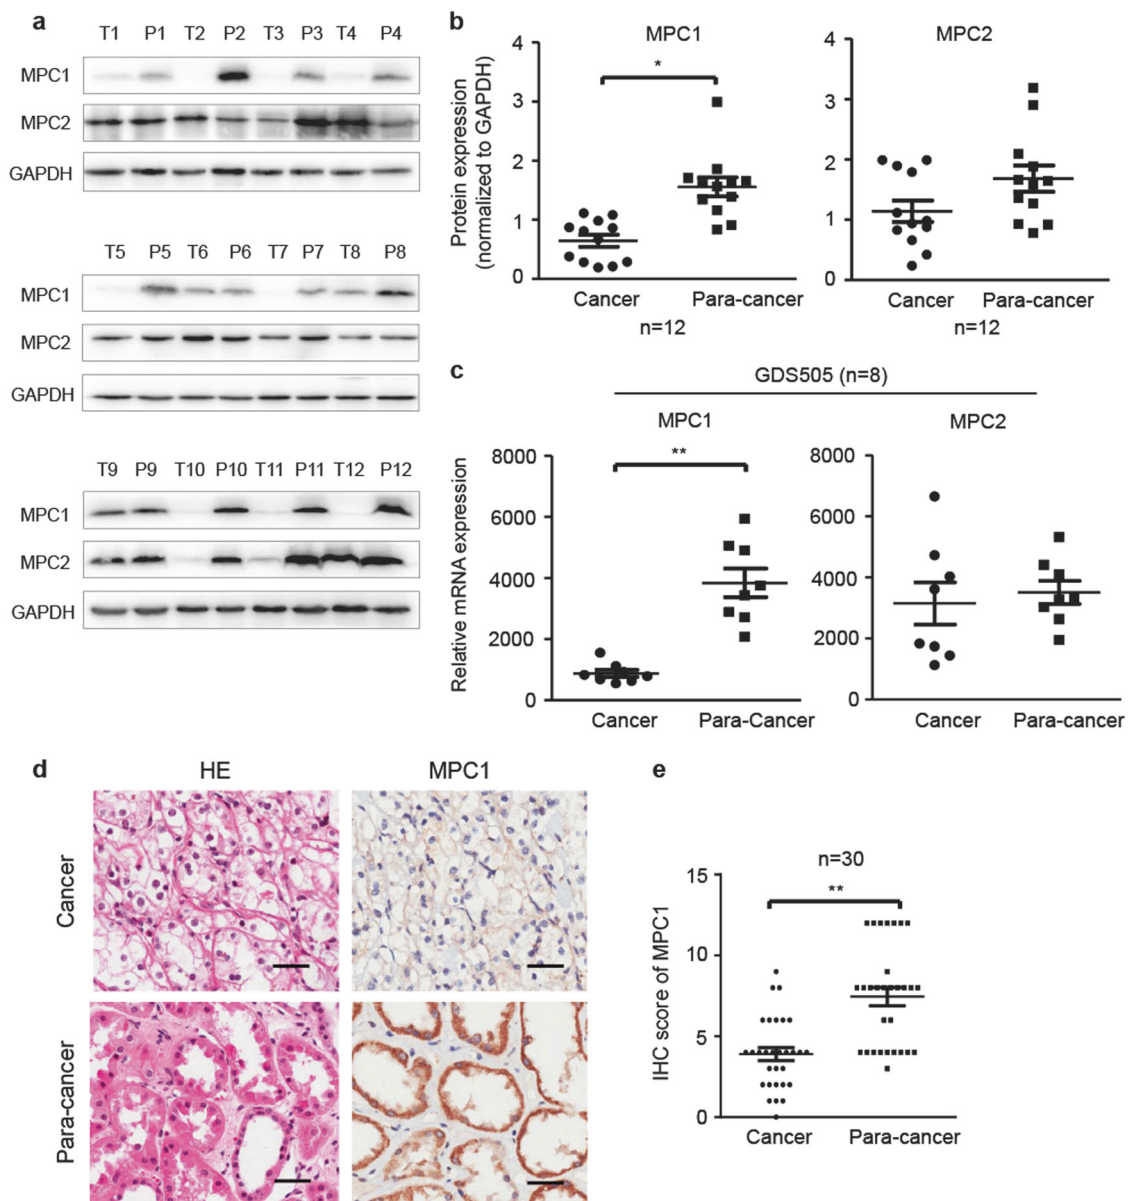 a
T1 P1 T2 P2 T3 P3 T4 P4
MPC1
MPC2
GAPDH
T5 P5 T6 P6 T7 P7 T8 P8
MPC1
MPC2
GAPDH
T9 P9 T10 P10 T11 P11 T12 P12
MPC1
MPC2
GAPDH
b
MPC1
Protein expression
(normalized to GAPDH)
4
3
2
1
0
*
Cancer Para-cancer
n=12
MPC2
4
3
2
1
0
Cancer Para-cancer
n=12
c
GDS505 (n=8)
MPC1
Relative mRNA expression
8000
6000
4000
2000
0
**
Cancer Para-Cancer
MPC2
8000
6000
4000
2000
0
Cancer Para-cancer
d
HE MPC1
Cancer
Para-cancer
e
n=30
IHC score of MPC1
15
10
5
0
**
Cancer Para-cancer